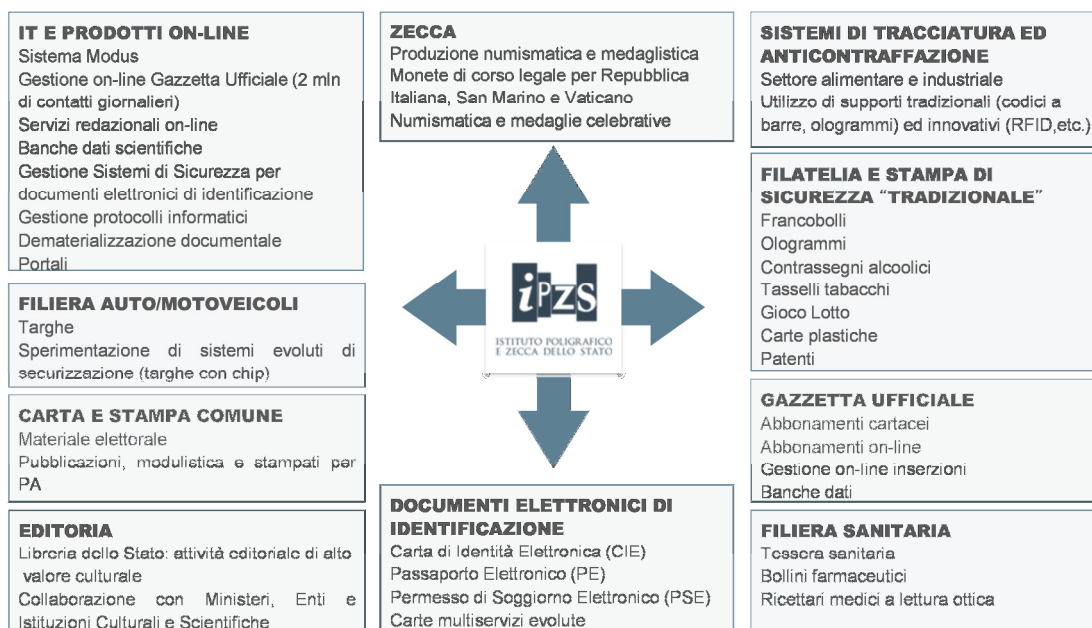 IT E PRODOTTI ON-LINE
Sistema Modus
Gestione on-line Gazzetta Ufficiale (2 mln
di contatti giornalieri)
Servizi redazionali on-line
Banche dati scientifiche
Gestione Sistemi di Sicurezza per
documenti elettronici di identificazione
Gestione protocolli informatici
Dematerializzazione documentale
Portali
FILIERA AUTO/MOTOVEICOLI
Targhe
Sperimentazione di sistemi evoluti di
securizzazione (targhe con chip)
CARTA E STAMPA COMUNE
Materiale elettorale
Pubblicazioni, modulistica e stampati per
PA
EDITORIA
Libreria dello Stato: attività editoriale di alto
valore culturale
Collaborazione con Ministeri, Enti e
Istituzioni Culturali e Scientifiche
ZECCA
Produzione numismatica e medaglistica
Monete di corso legale per Repubblica
Italiana, San Marino e Vaticano
Numismatica e medaglie celebrative
iPZS
ISTITUTO POLIGRAFICO
E ZECCA DELLO STATO
DOCUMENTI ELETTRONICI DI
IDENTIFICAZIONE
Carta di Identità Elettronica (CIE)
Passaporto Elettronico (PE)
Permesso di Soggiorno Elettronico (PSE)
Carte multiservizi evolute
SISTEMI DI TRACCIATURA ED
ANTICONTRAFFAZIONE
Settore alimentare e industriale
Utilizzo di supporti tradizionali (codici a
barre, ologrammi) ed innovativi (RFID,etc.)
FILATELIA E STAMPA DI
SICUREZZA "TRADIZIONALE"
Francobolli
Ologrammi
Contrassegni alcoolici
Tasselli tabacchi
Gioco Lotto
Carte plastiche
Patenti
GAZZETTA UFFICIALE
Abbonamenti cartacei
Abbonamenti on-line
Gestione on-line inserzioni
Banche dati
FILIERA SANITARIA
Tessera sanitaria
Bollini farmaceutici
Ricettari medici a lettura ottica